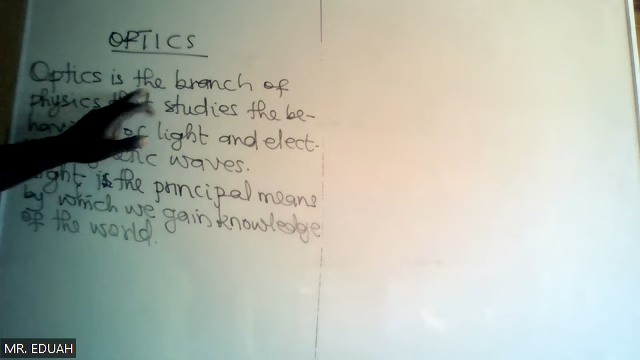 OPTICS
Optics is the branch of
physics that studies the be-
of light and elect-
waves.
Light is the principal means
by which we gain knowledge
of the world.
MR. EDUAH